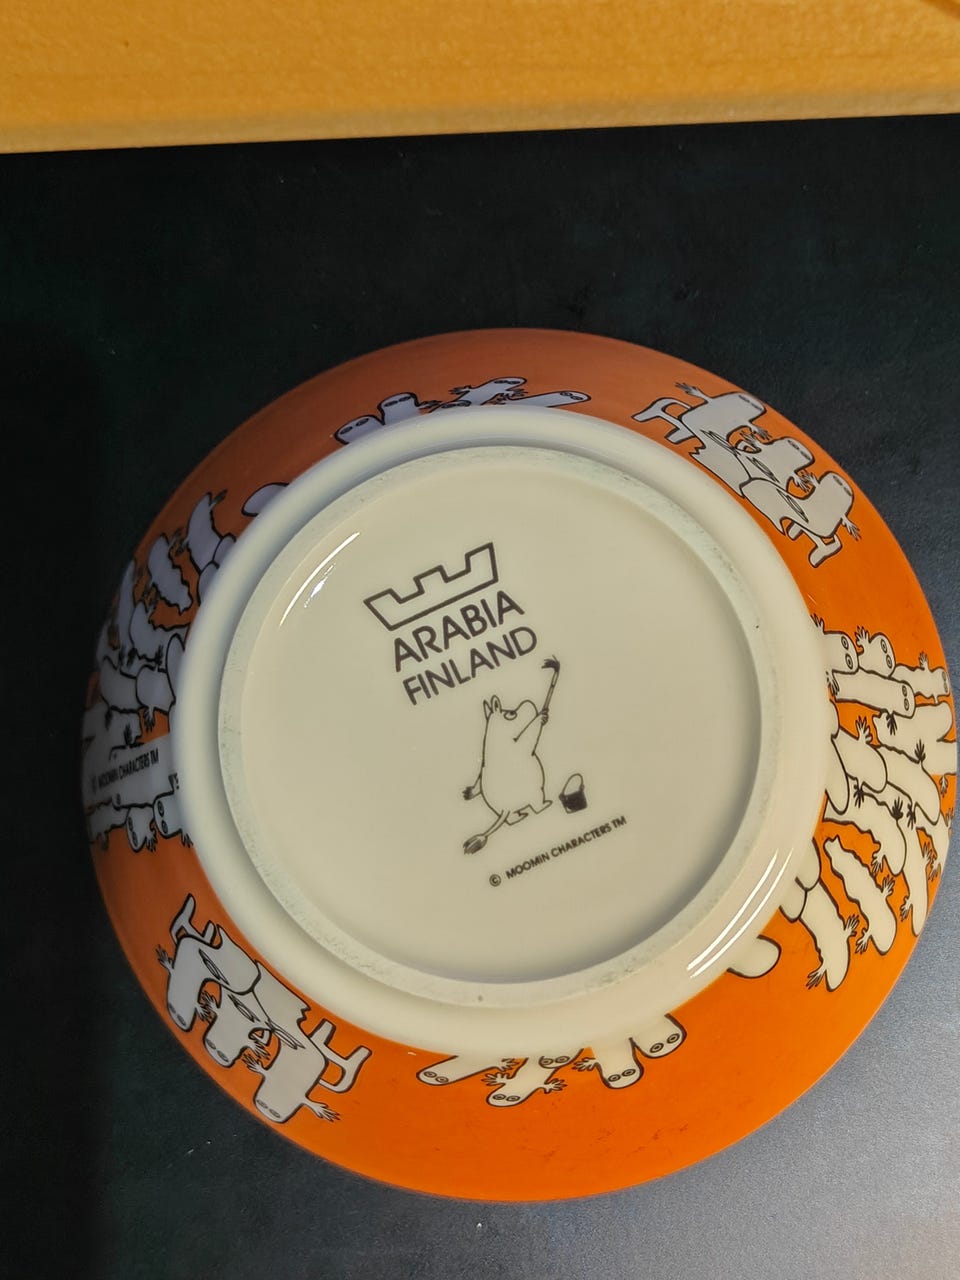 ARABIA
FINLAND
© MOOMIN CHARACTERS TM
© MOOMIN CHARACTERS TM